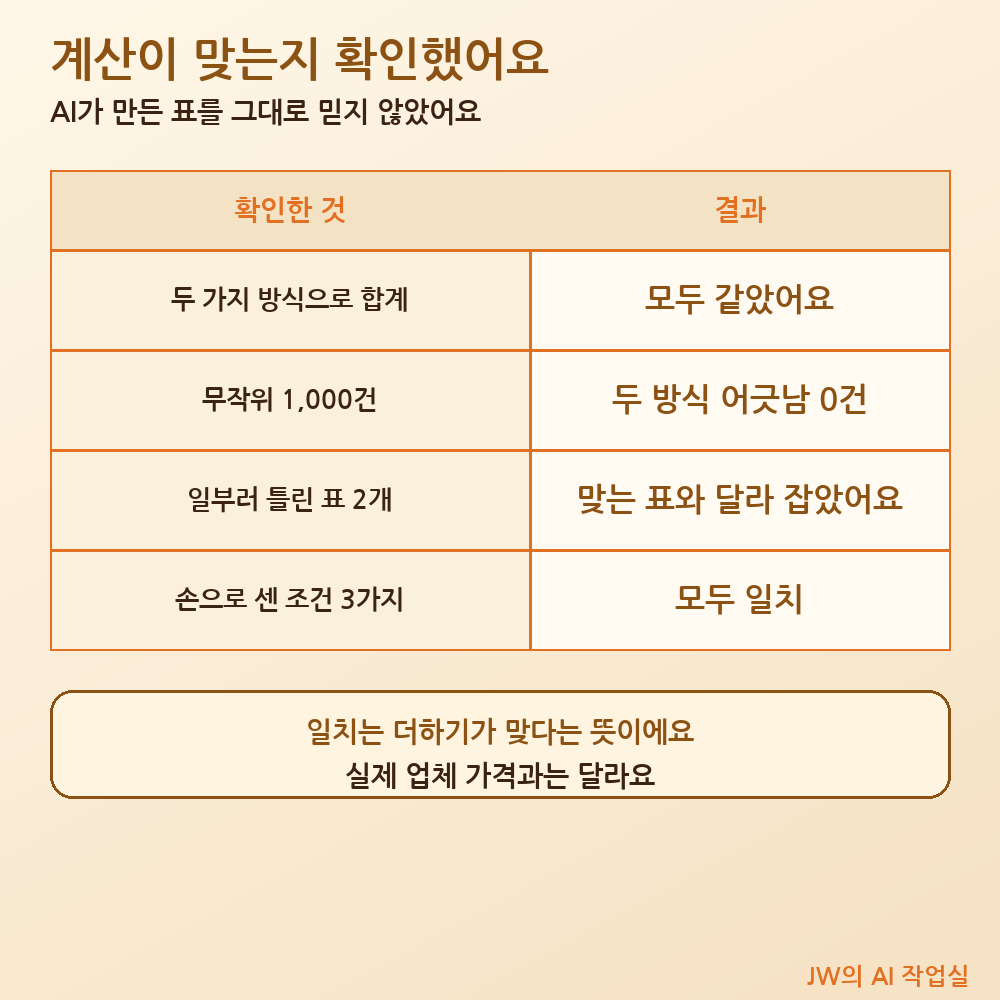 계산이 맞는지 확인했어요
AI가 만든 표를 그대로 믿지 않았어요
확인한 것 결과
두 가지 방식으로 합계 모두 같았어요
무작위 1,000건 두 방식 어긋남 0건
일부러 틀린 표 2개 맞는 표와 달라 잡았어요
손으로 센 조건 3가지 모두 일치
일치는 더하기가 맞다는 뜻이에요
실제 업체 가격과는 달라요
JW의 AI 작업실